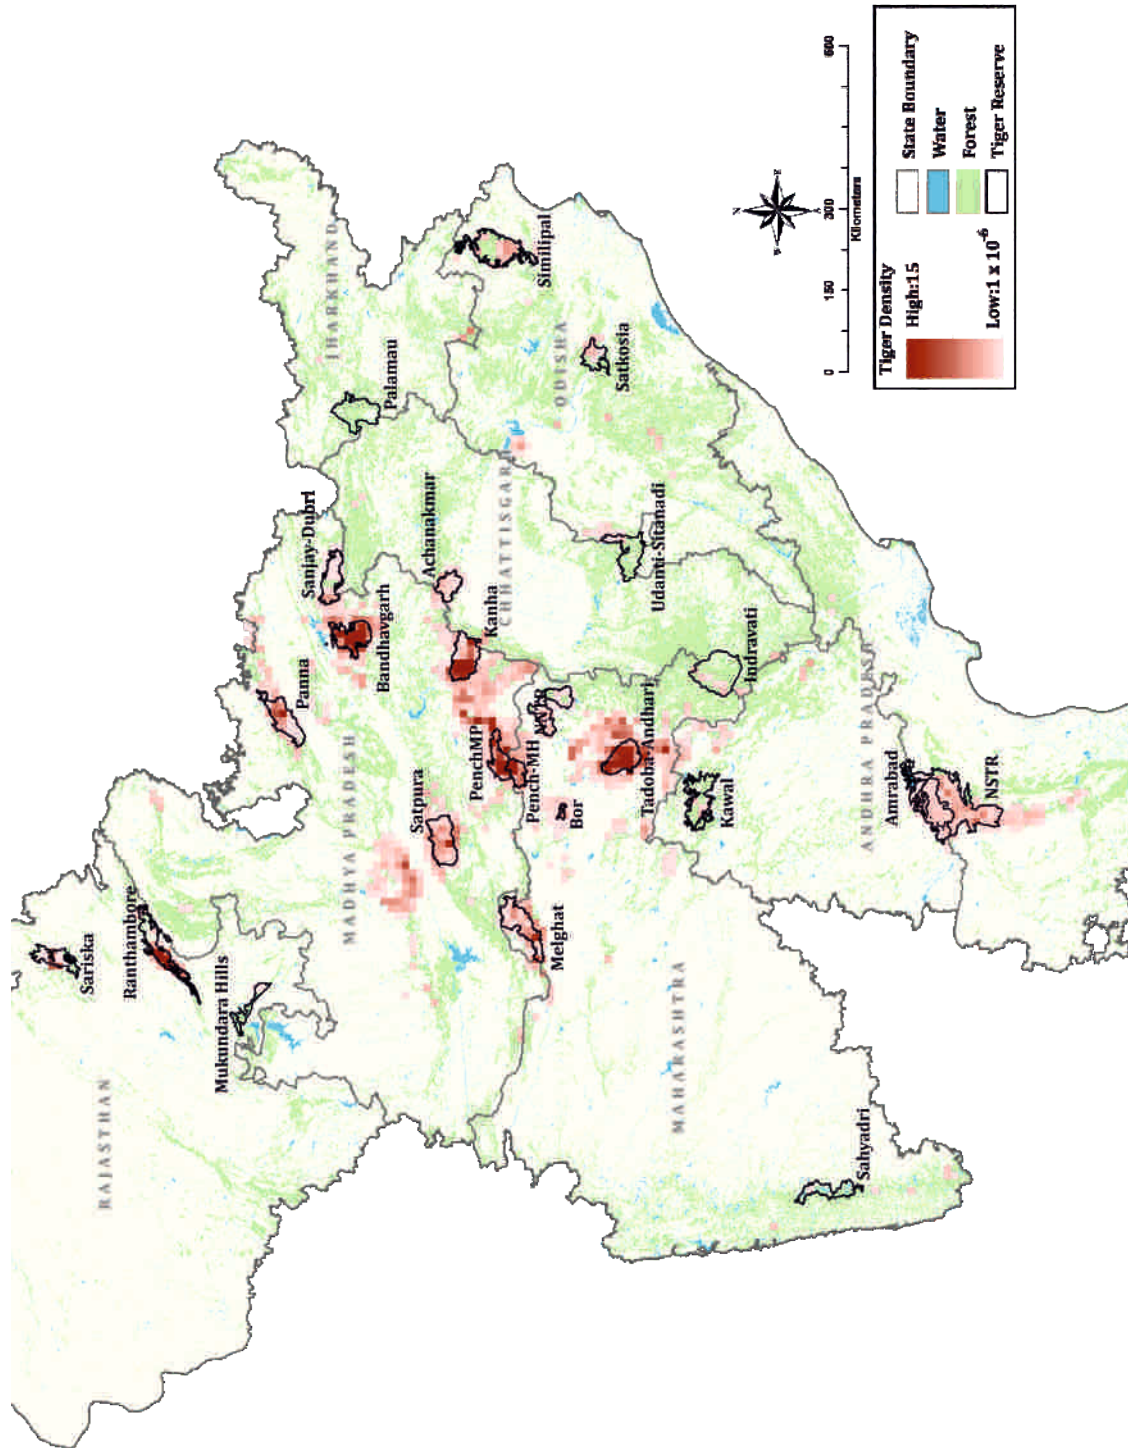 RAJASTHAN
Sariska
Ranthambore
Mukundara Hills
MADHYA PRADESH
Panna
Sanjay-Dubri
Bandhavgarh
JHARKHAND
Palamau
Achanakmar
CHHATTISGARH
Kanha
Satpura
PenchMP
Pench-MH
Bor
Melghat
Tadoba-Andhari
Kawal
Indravati
Udanti-Sitanadi
ODISHA
Similipal
Satkosia
MAHARASHTRA
Sahyadri
ANDHRA PRADESH
Amrabad
NSTR
N
W
E
0
150
300
600
Kilometers
Tiger Density
High:15
Low:1 x 10-6
State Boundary
Water
Forest
Tiger Reserve